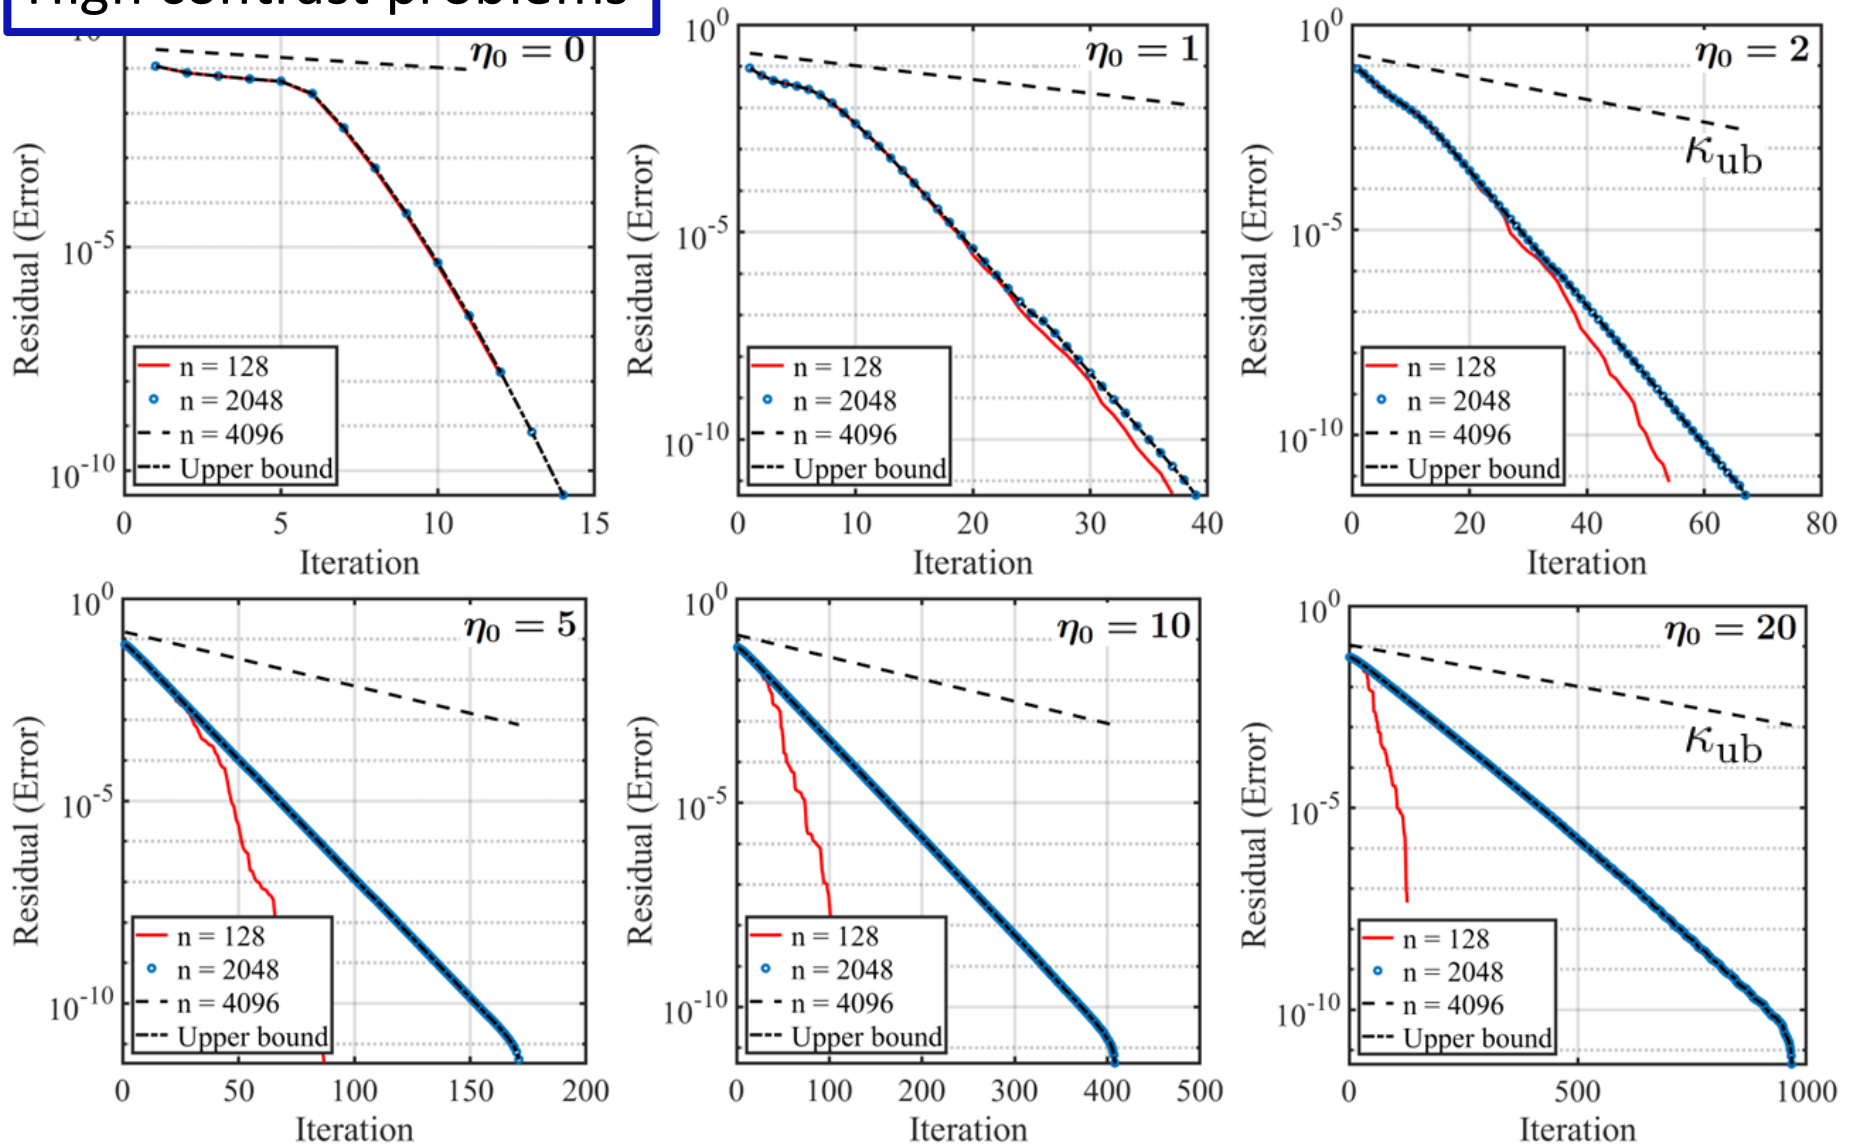 High contrast problems
η₀ = 0
Residual (Error)
10⁻⁵
10⁻¹⁰
n = 128
n = 2048
n = 4096
Upper bound
0 5 10 15
Iteration
η₀ = 1
Residual (Error)
10⁰
10⁻⁵
10⁻¹⁰
n = 128
n = 2048
n = 4096
Upper bound
0 10 20 30 40
Iteration
η₀ = 2
κub
Residual (Error)
10⁰
10⁻⁵
10⁻¹⁰
n = 128
n = 2048
n = 4096
Upper bound
0 20 40 60 80
Iteration
η₀ = 5
Residual (Error)
10⁰
10⁻⁵
10⁻¹⁰
n = 128
n = 2048
n = 4096
Upper bound
0 50 100 150 200
Iteration
η₀ = 10
Residual (Error)
10⁰
10⁻⁵
10⁻¹⁰
n = 128
n = 2048
n = 4096
Upper bound
0 100 200 300 400 500
Iteration
η₀ = 20
κub
Residual (Error)
10⁰
10⁻⁵
10⁻¹⁰
n = 128
n = 2048
n = 4096
Upper bound
0 500 1000
Iteration